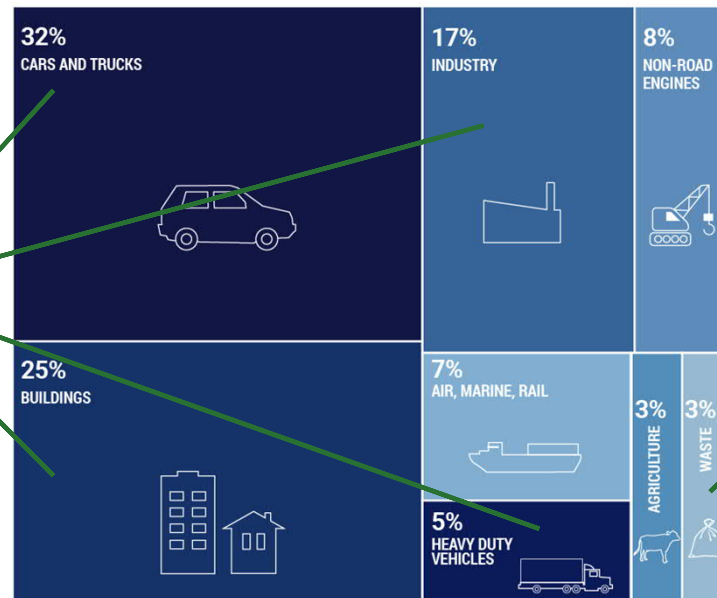 32%
CARS AND TRUCKS
17%
INDUSTRY
8%
NON-ROAD
ENGINES
25%
BUILDINGS
7%
AIR, MARINE, RAIL
5%
HEAVY DUTY
VEHICLES
3%
AGRICULTURE
3%
WASTE